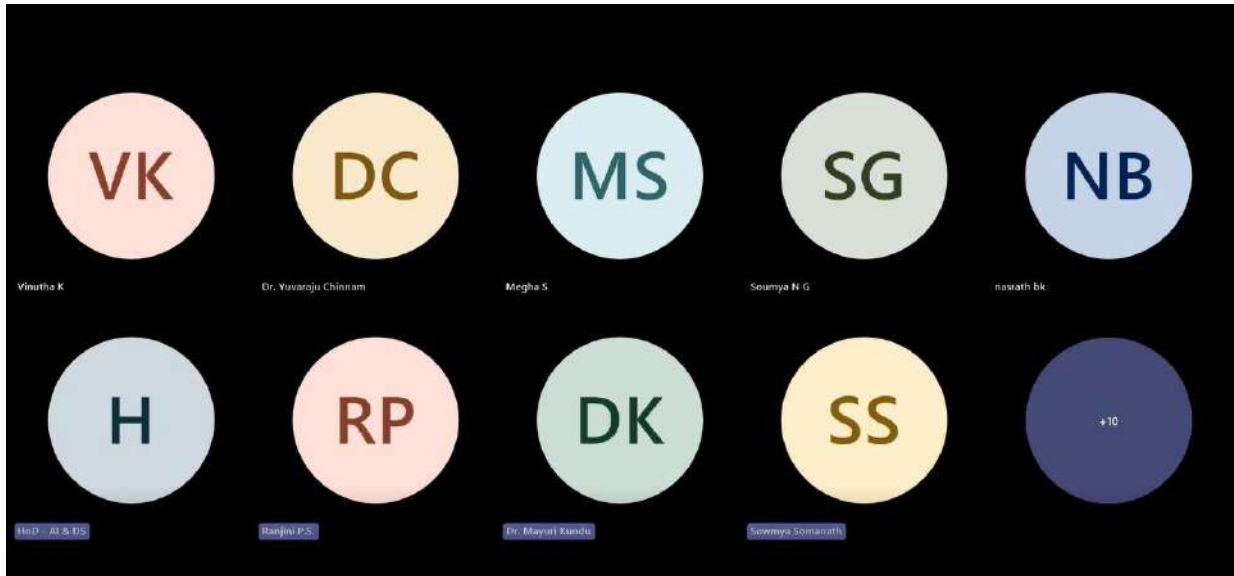 VK DC MS SG NB
Vinutha K Dr. Yuvaraju Chinnam Megha S Soumya N G nasrath bk
H RP DK SS +10
HoD - AI & DS Ranjini P.S. Dr. Mayuri Kundu Sowmya Somanath